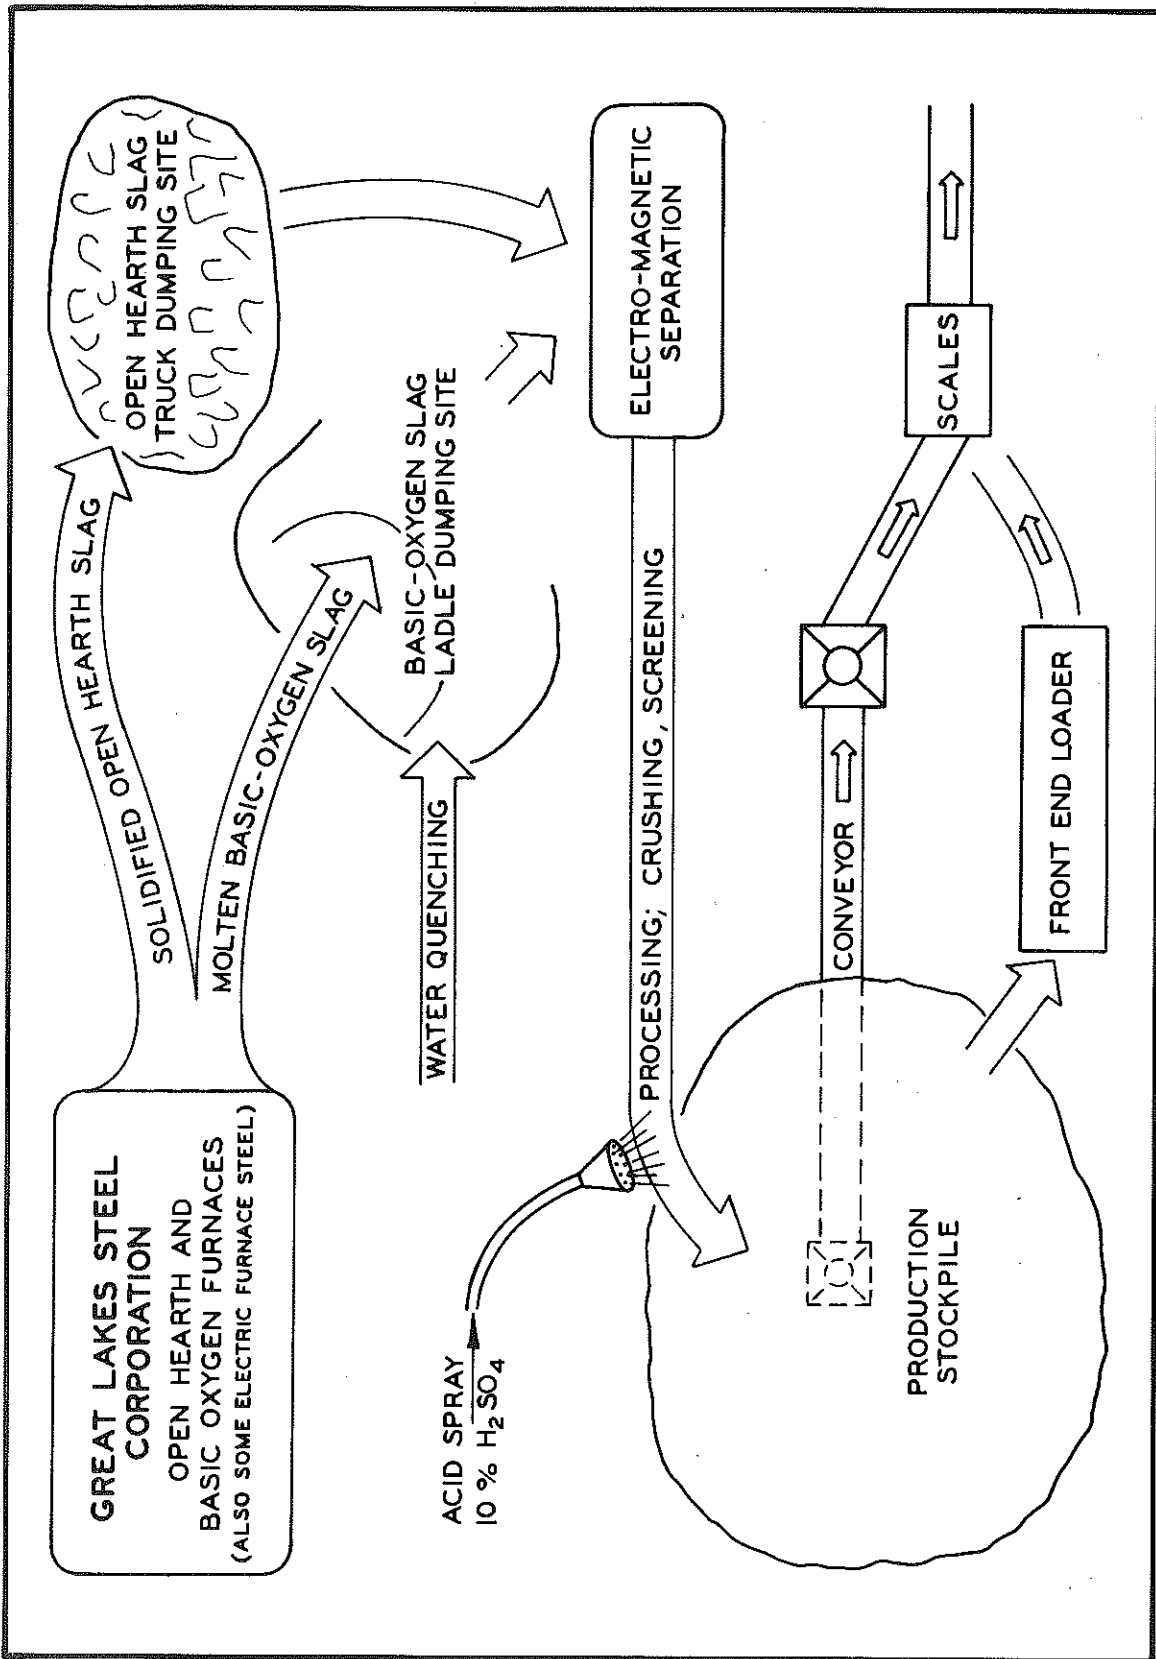 GREAT LAKES STEEL
CORPORATION
OPEN HEARTH AND
BASIC OXYGEN FURNACES
(ALSO SOME ELECTRIC FURNACE STEEL)
SOLIDIFIED OPEN HEARTH SLAG
MOLTEN BASIC-OXYGEN SLAG
OPEN HEARTH SLAG
TRUCK DUMPING SITE
WATER QUENCHING
BASIC-OXYGEN SLAG
LADLE DUMPING SITE
ELECTRO-MAGNETIC
SEPARATION
PROCESSING; CRUSHING, SCREENING
ACID SPRAY
10 % H₂SO₄
PRODUCTION
STOCKPILE
CONVEYOR
FRONT END LOADER
SCALES